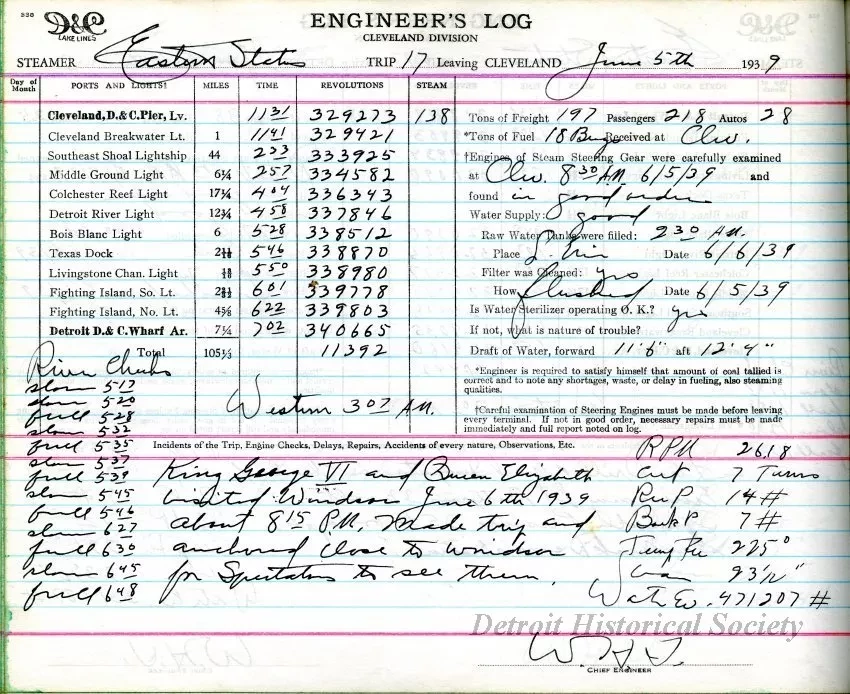 D&C
LAKE LINES
ENGINEER'S LOG
CLEVELAND DIVISION
STEAMER Eastern States TRIP 17 Leaving CLEVELAND June 5th 1939
Day of Month PORTS AND LIGHTS MILES TIME REVOLUTIONS STEAM
Cleveland, D. & C. Pier, Lv. 1131 329273 138
Cleveland Breakwater Lt. 1 1141 329421
Southeast Shoal Lightship 44 233 333925
Middle Ground Light 6¼ 257 334582
Colchester Reef Light 17¼ 404 336343
Detroit River Light 12¾ 458 337846
Bois Blanc Light 6 528 338512
Texas Dock 546 338870
Livingstone Chan. Light 550 338980
Fighting Island, So. Lt. 601 339778
Fighting Island, No. Lt. 622 339803
Detroit D. & C. Wharf Ar. 7¼ 702 340665
Total 105½ 11392
Western 307 A.M.
Tons of Freight 197 Passengers 218 Autos 28
*Tons of Fuel 18 Received at Clev.
†Engines of Steam Steering Gear were carefully examined
at Clev. 830 A.M. 6/5/39 and
found in good order
Water Supply: good
Raw Water Tanks were filled: 230 A.M.
Place Date 6/6/39
Filter was Cleaned: yes
How flushed Date 6/5/39
Is Water Sterilizer operating O. K.? yes
If not, what is nature of trouble?
Draft of Water, forward 11'6" aft 12'4"
*Engineer is required to satisfy himself that amount of coal tallied is
correct and to note any shortages, waste, or delay in fueling, also steaming
qualities.
†Careful examination of Steering Engines must be made before leaving
every terminal. If not in good order, necessary repairs must be made
immediately and full report noted on log.
River Checks
slow 517
slow 520
full 528
slow 532
full 535
slow 537
full 539
slow 545
full 546
slow 627
full 630
slow 645
full 648
Incidents of the Trip, Engine Checks, Delays, Repairs, Accidents of every nature, Observations, Etc.
King George VI and Queen Elizabeth
visited Windsor June 6th 1939
about 815 P.M. Made trip and
anchored close to Windsor
for Spectators to see them.
RPM 26.18
Cut 7 Turns
Rec P 14#
Back P 7#
Temp 225°
23½"
Water Ev. 471207#
Detroit Historical Society
CHIEF ENGINEER